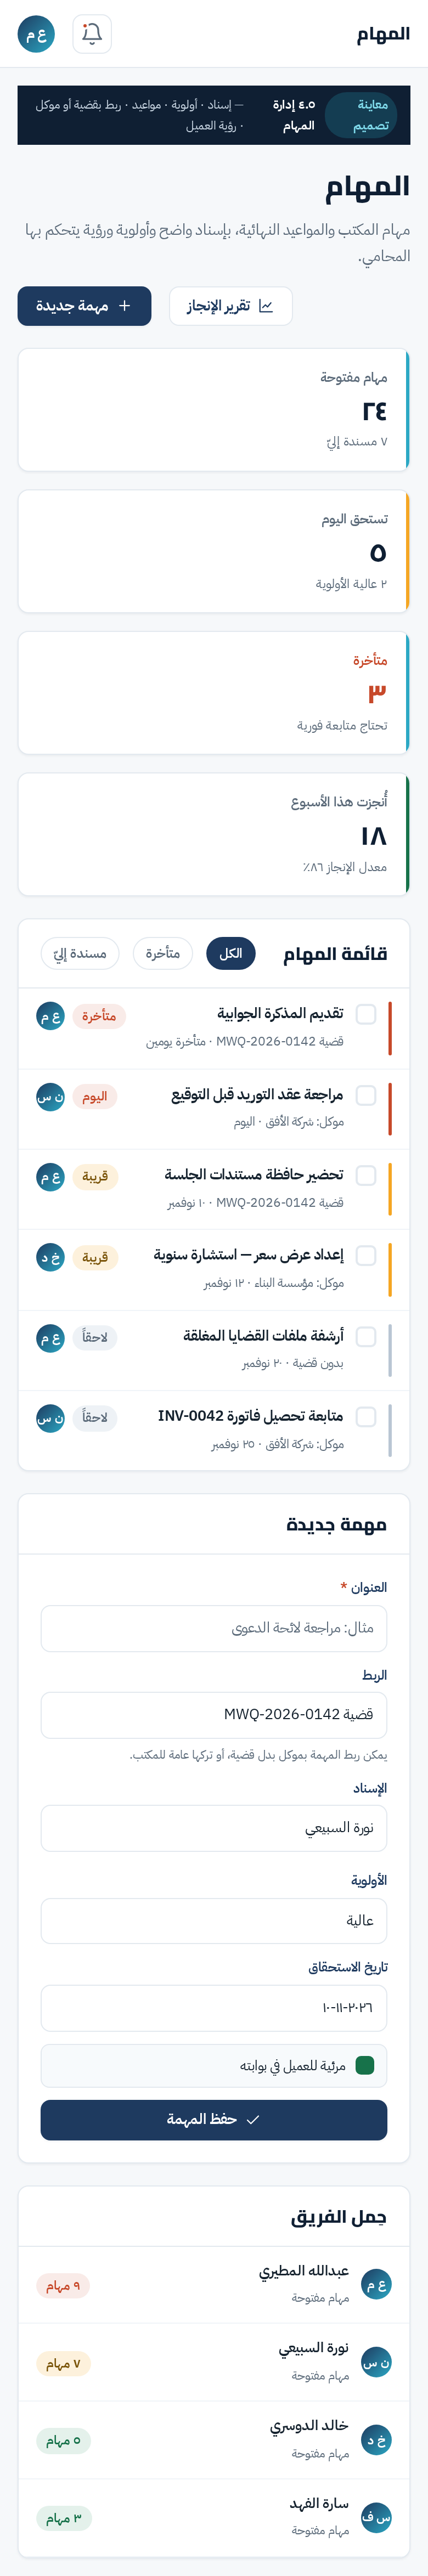 المهام
ع م
معاينة تصميم
٤.٥ إدارة المهام
— إسناد · أولوية · مواعيد · ربط بقضية أو موكل · رؤية العميل
المهام
مهام المكتب والمواعيد النهائية، بإسناد واضح وأولوية ورؤية يتحكم بها
المحامي.
تقرير الإنجاز
مهمة جديدة
مهام مفتوحة
٢٤
٧ مسندة إليّ
تستحق اليوم
٥
٢ عالية الأولوية
متأخرة
٣
تحتاج متابعة فورية
أُنجزت هذا الأسبوع
١٨
معدل الإنجاز ٨٦٪
قائمة المهام
الكل
متأخرة
مسندة إليّ
تقديم المذكرة الجوابية
قضية MWQ-2026-0142 · متأخرة يومين
متأخرة
ع م
مراجعة عقد التوريد قبل التوقيع
موكل: شركة الأفق · اليوم
اليوم
ن س
تحضير حافظة مستندات الجلسة
قضية MWQ-2026-0142 · ١٠ نوفمبر
قريبة
ع م
إعداد عرض سعر — استشارة سنوية
موكل: مؤسسة البناء · ١٢ نوفمبر
قريبة
خ د
أرشفة ملفات القضايا المغلقة
بدون قضية · ٢٠ نوفمبر
لاحقاً
ع م
متابعة تحصيل فاتورة INV-0042
موكل: شركة الأفق · ٢٥ نوفمبر
لاحقاً
ن س
مهمة جديدة
العنوان *
مثال: مراجعة لائحة الدعوى
الربط
قضية MWQ-2026-0142
يمكن ربط المهمة بموكل بدل قضية، أو تركها عامة للمكتب.
الإسناد
نورة السبيعي
الأولوية
عالية
تاريخ الاستحقاق
٢٠٢٦-١١-١٠
مرئية للعميل في بوابته
حفظ المهمة
حمل الفريق
ع م
عبدالله المطيري
مهام مفتوحة
٩ مهام
ن س
نورة السبيعي
مهام مفتوحة
٧ مهام
خ د
خالد الدوسري
مهام مفتوحة
٥ مهام
س ف
سارة الفهد
مهام مفتوحة
٣ مهام